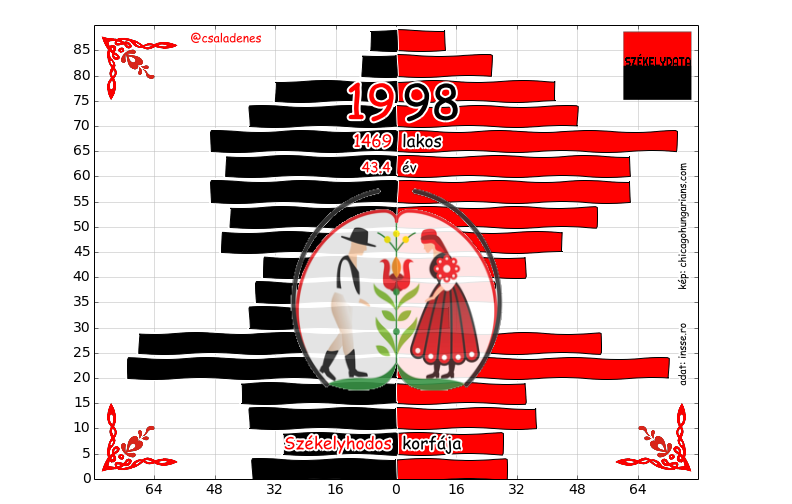 @csaladenes
SZÉKELYDATA
1998
1469 lakos
43.4 év
Székelyhodos korfája
kép: chicagohungarians.com
adat: insse.ro
85
80
75
70
65
60
55
50
45
40
35
30
25
20
15
10
5
0
64 48 32 16 0 16 32 48 64